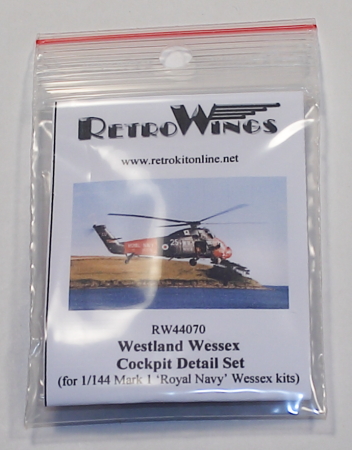 RETROWINGS
www.retrokitonline.net
RW44070
Westland Wessex
Cockpit Detail Set
(for 1/144 Mark 1 'Royal Navy' Wessex kits)